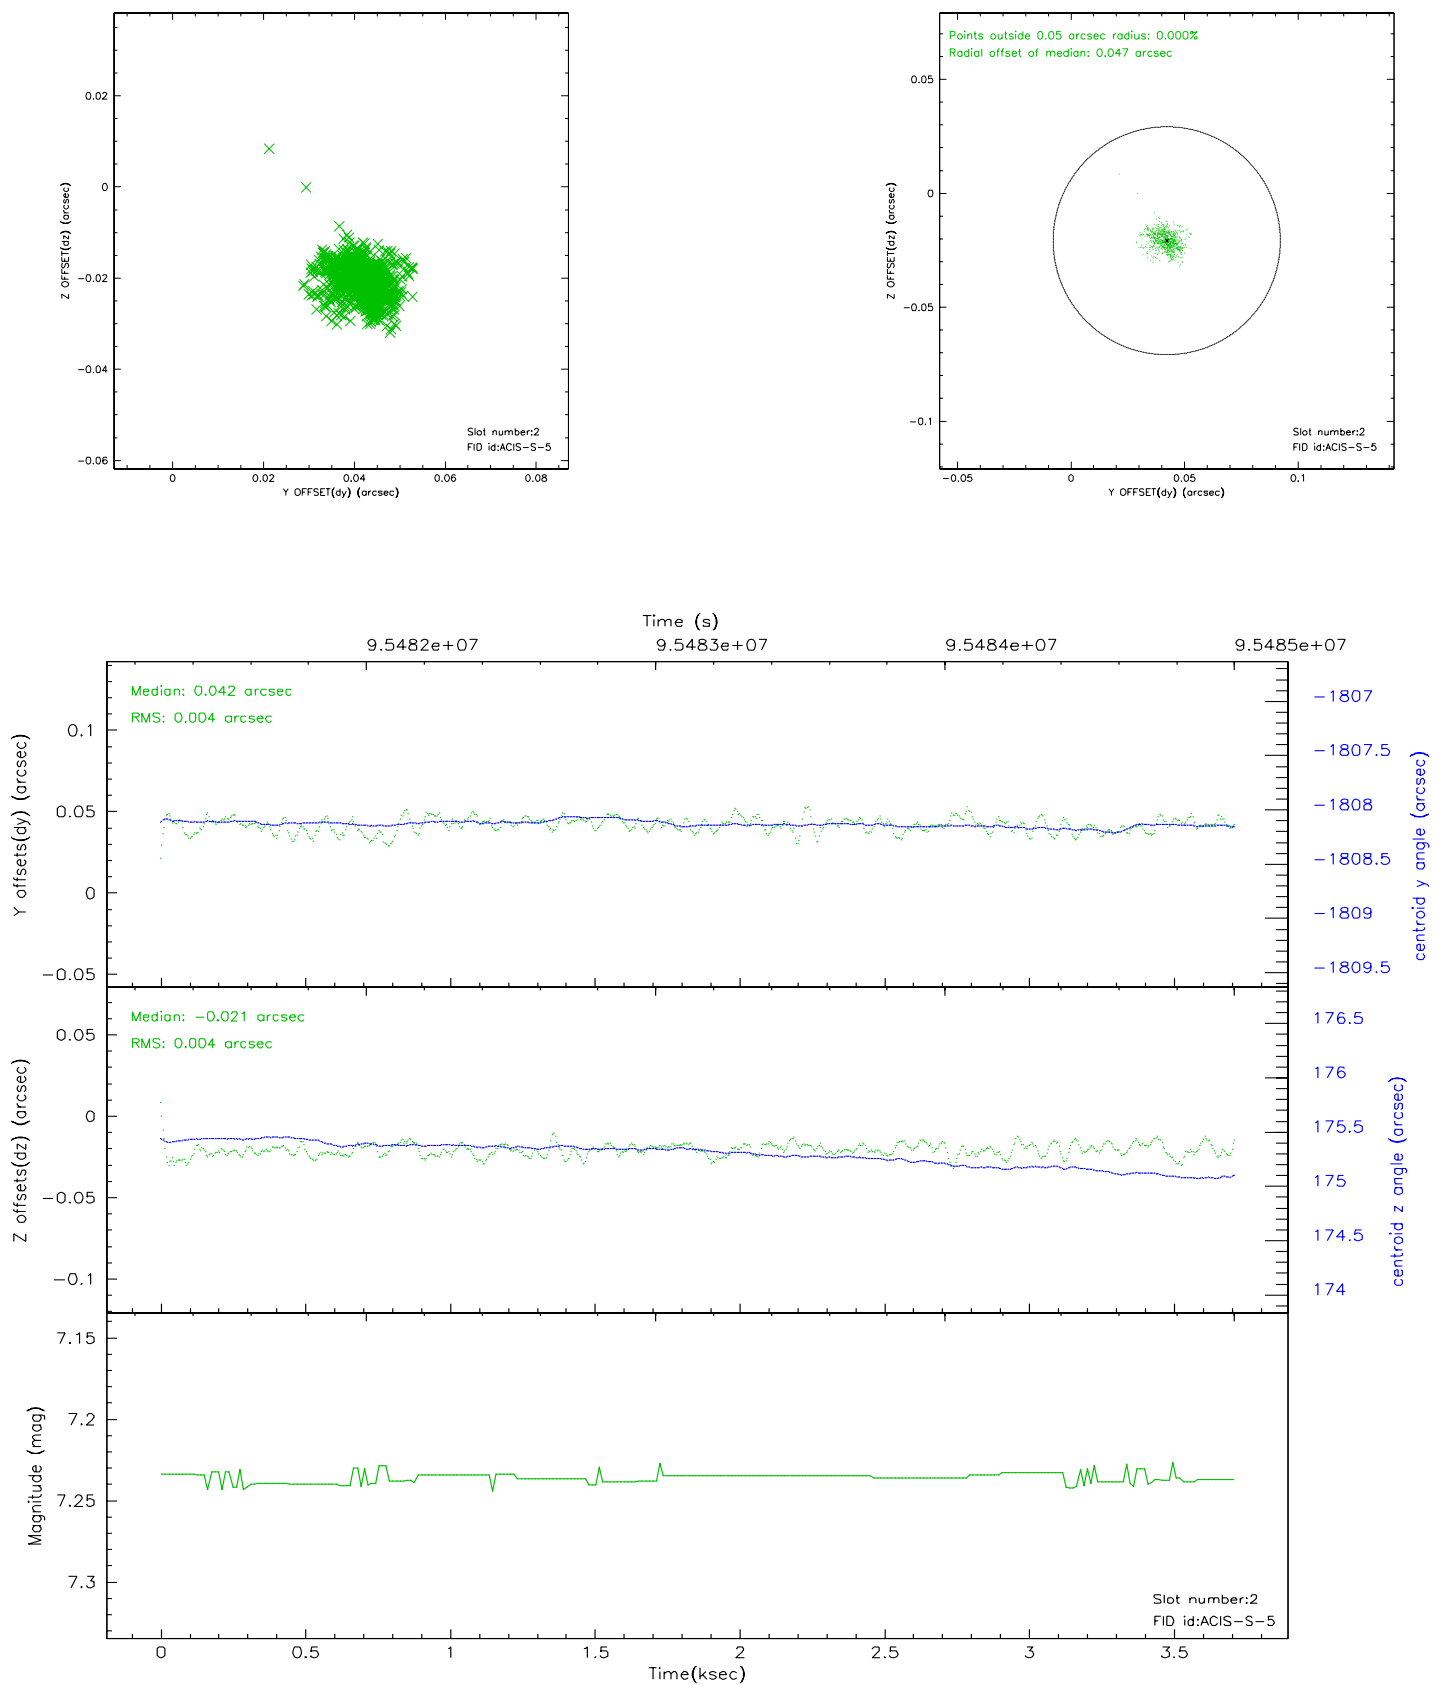 0.02
0
−0.02
−0.04
−0.06
Z OFFSET(dz) (arcsec)
0
0.02
0.04
0.06
0.08
Y OFFSET(dy) (arcsec)
Slot number:2
FID id:ACIS−S−5
Points outside 0.05 arcsec radius: 0.000%
Radial offset of median: 0.047 arcsec
0.05
0
−0.05
−0.1
Z OFFSET(dz) (arcsec)
−0.05
0
0.05
0.1
Y OFFSET(dy) (arcsec)
Slot number:2
FID id:ACIS−S−5
Time (s)
9.5482e+07
9.5483e+07
9.5484e+07
9.5485e+07
Median: 0.042 arcsec
RMS: 0.004 arcsec
0.1
0.05
0
−0.05
Y offsets(dy) (arcsec)
−1807
−1807.5
−1808
−1808.5
−1809
−1809.5
centroid y angle (arcsec)
Median: −0.021 arcsec
RMS: 0.004 arcsec
0.05
0
−0.05
−0.1
Z offsets(dz) (arcsec)
176.5
176
175.5
175
174.5
174
centroid z angle (arcsec)
7.15
7.2
7.25
7.3
Magnitude (mag)
Slot number:2
FID id:ACIS−S−5
0
0.5
1
1.5
2
2.5
3
3.5
Time(ksec)